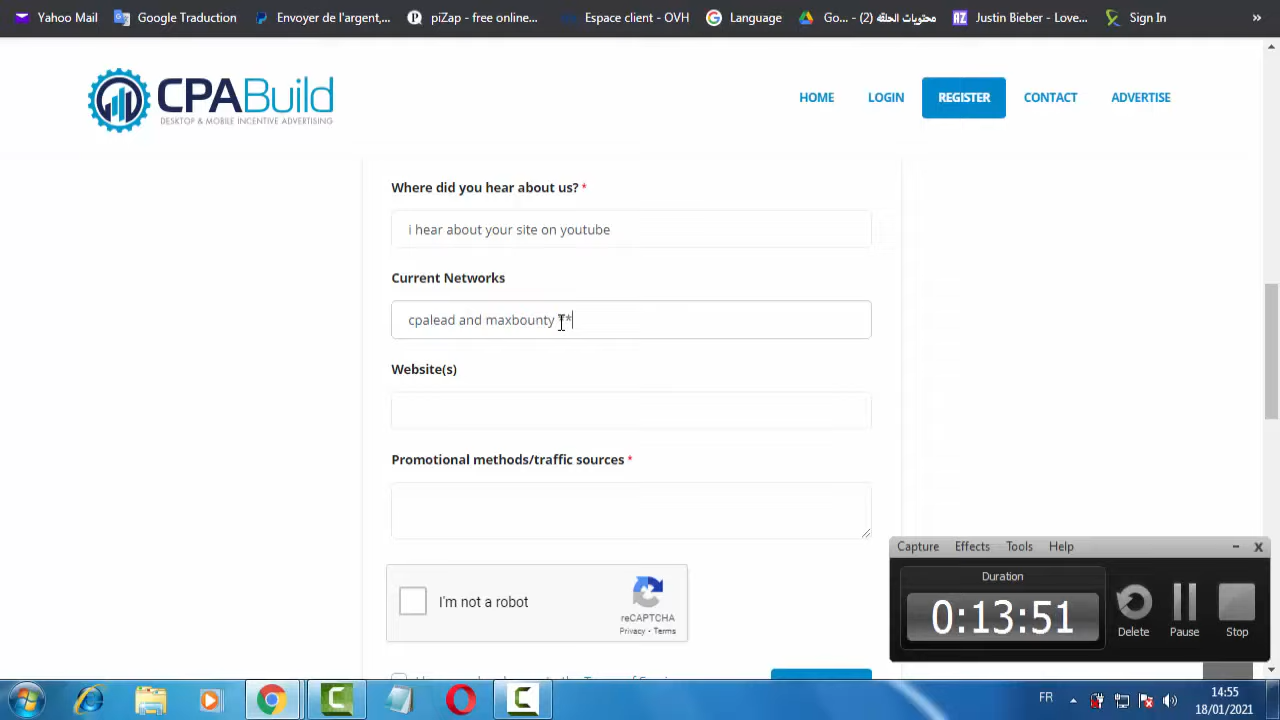 Yahoo Mail
Google Traduction
Envoyer de l'argent,...
piZap - free online...
Espace client - OVH
Language
Go... - (2) محتويات الحلقه
Justin Bieber - Love...
Sign In
»
CPABuild
DESKTOP & MOBILE INCENTIVE ADVERTISING
HOME
LOGIN
REGISTER
CONTACT
ADVERTISE
Where did you hear about us? *
i hear about your site on youtube
Current Networks
cpalead and maxbounty
Website(s)
Promotional methods/traffic sources *
I'm not a robot
reCAPTCHA
Privacy - Terms
Capture
Effects
Tools
Help
Duration
0:13:51
Delete
Pause
Stop
FR
14:55
18/01/2021